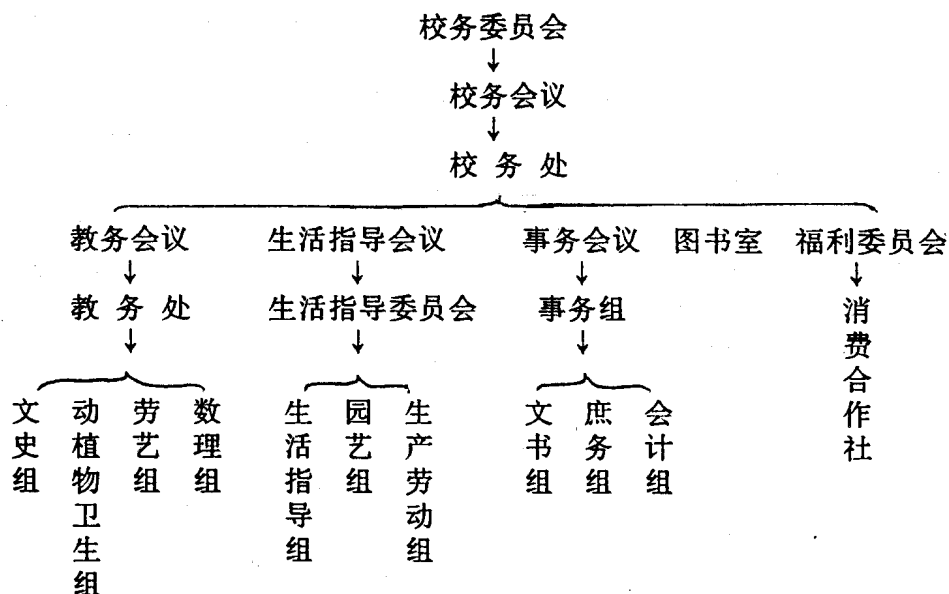 校务委员会
↓
校务会议
↓
校 务 处
教务会议 生活指导会议 事务会议 图书室 福利委员会
↓ ↓ ↓ ↓
教 务 处 生活指导委员会 事务组 消费合作社
↓ ↓ ↓
文史组 动植物卫生组 劳艺组 数理组 生活指导组 园艺组 生产劳动组 文书组 庶务组 会计组